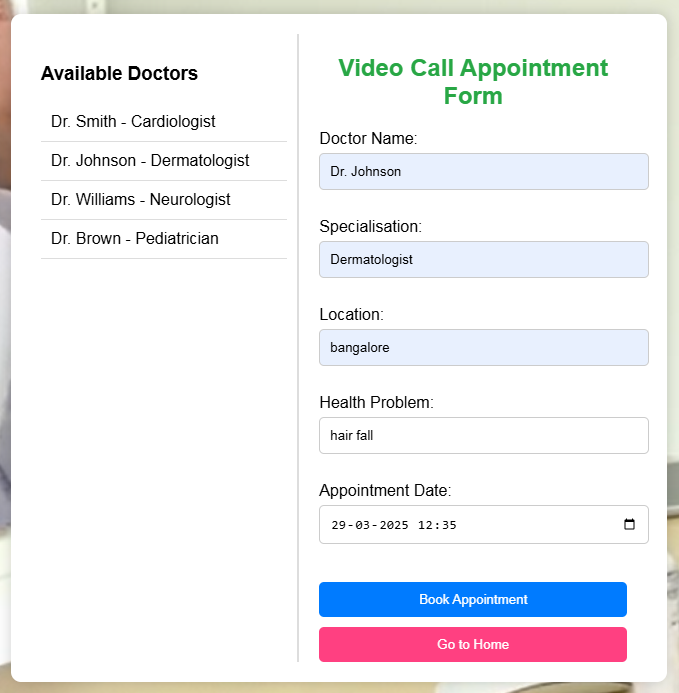 Available Doctors
Dr. Smith - Cardiologist
Dr. Johnson - Dermatologist
Dr. Williams - Neurologist
Dr. Brown - Pediatrician
Video Call Appointment
Form
Doctor Name:
Dr. Johnson
Specialisation:
Dermatologist
Location:
bangalore
Health Problem:
hair fall
Appointment Date:
29-03-2025 12:35
Book Appointment
Go to Home